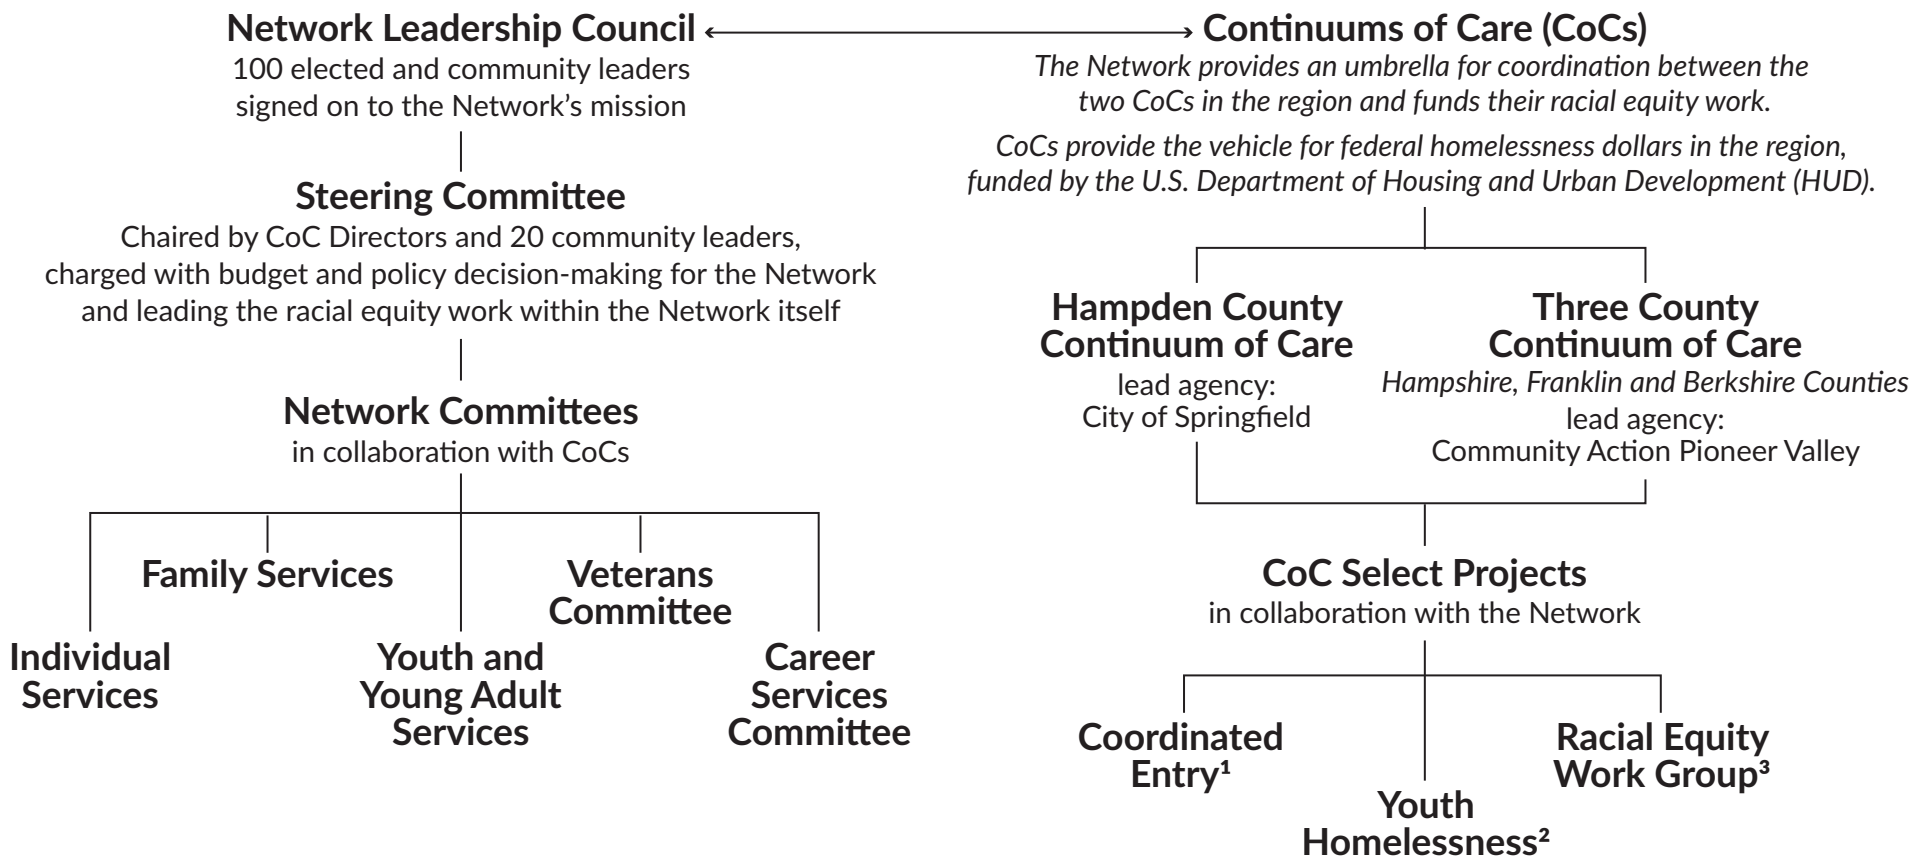 Network Leadership Council
100 elected and community leaders
signed on to the Network’s mission
Steering Committee
Chaired by CoC Directors and 20 community leaders,
charged with budget and policy decision-making for the Network
and leading the racial equity work within the Network itself
Network Committees
in collaboration with CoCs
Family Services
Veterans
Committee
Individual
Services
Youth and
Young Adult
Services
Career
Services
Committee
Continuums of Care (CoCs)
The Network provides an umbrella for coordination between the
two CoCs in the region and funds their racial equity work.
CoCs provide the vehicle for federal homelessness dollars in the region,
funded by the U.S. Department of Housing and Urban Development (HUD).
Hampden County
Continuum of Care
lead agency:
City of Springfield
Three County
Continuum of Care
Hampshire, Franklin and Berkshire Counties
lead agency:
Community Action Pioneer Valley
CoC Select Projects
in collaboration with the Network
Coordinated
Entry¹
Youth
Homelessness²
Racial Equity
Work Group³